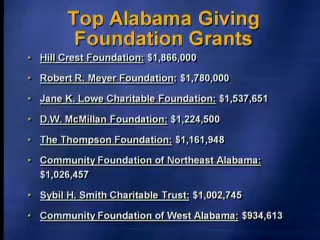 Top Alabama Giving
Foundation Grants
• Hill Crest Foundation: $1,866,000
• Robert R. Meyer Foundation: $1,780,000
• Jane K. Lowe Charitable Foundation: $1,537,651
• D.W. McMillan Foundation: $1,224,500
• The Thompson Foundation: $1,161,948
• Community Foundation of Northeast Alabama:
$1,026,457
• Sybil H. Smith Charitable Trust: $1,002,745
• Community Foundation of West Alabama: $934,613